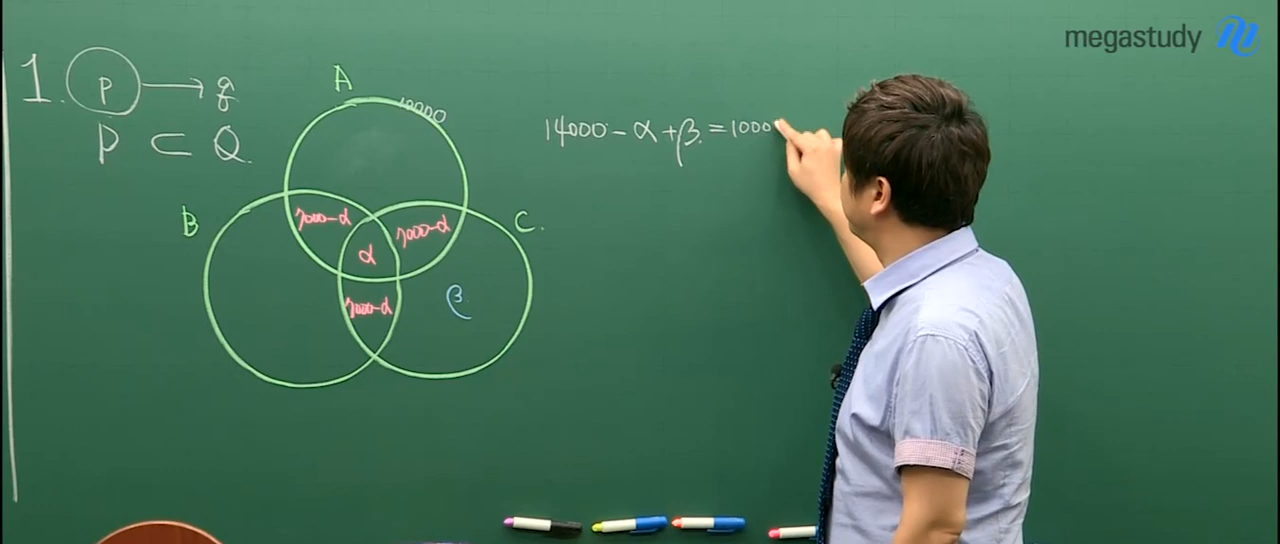 megastudy
1. p → q
P ⊂ Q
A
10000
14000 - α + β = 1000
B
7000-α
7000-α
C
α
β
7000-α